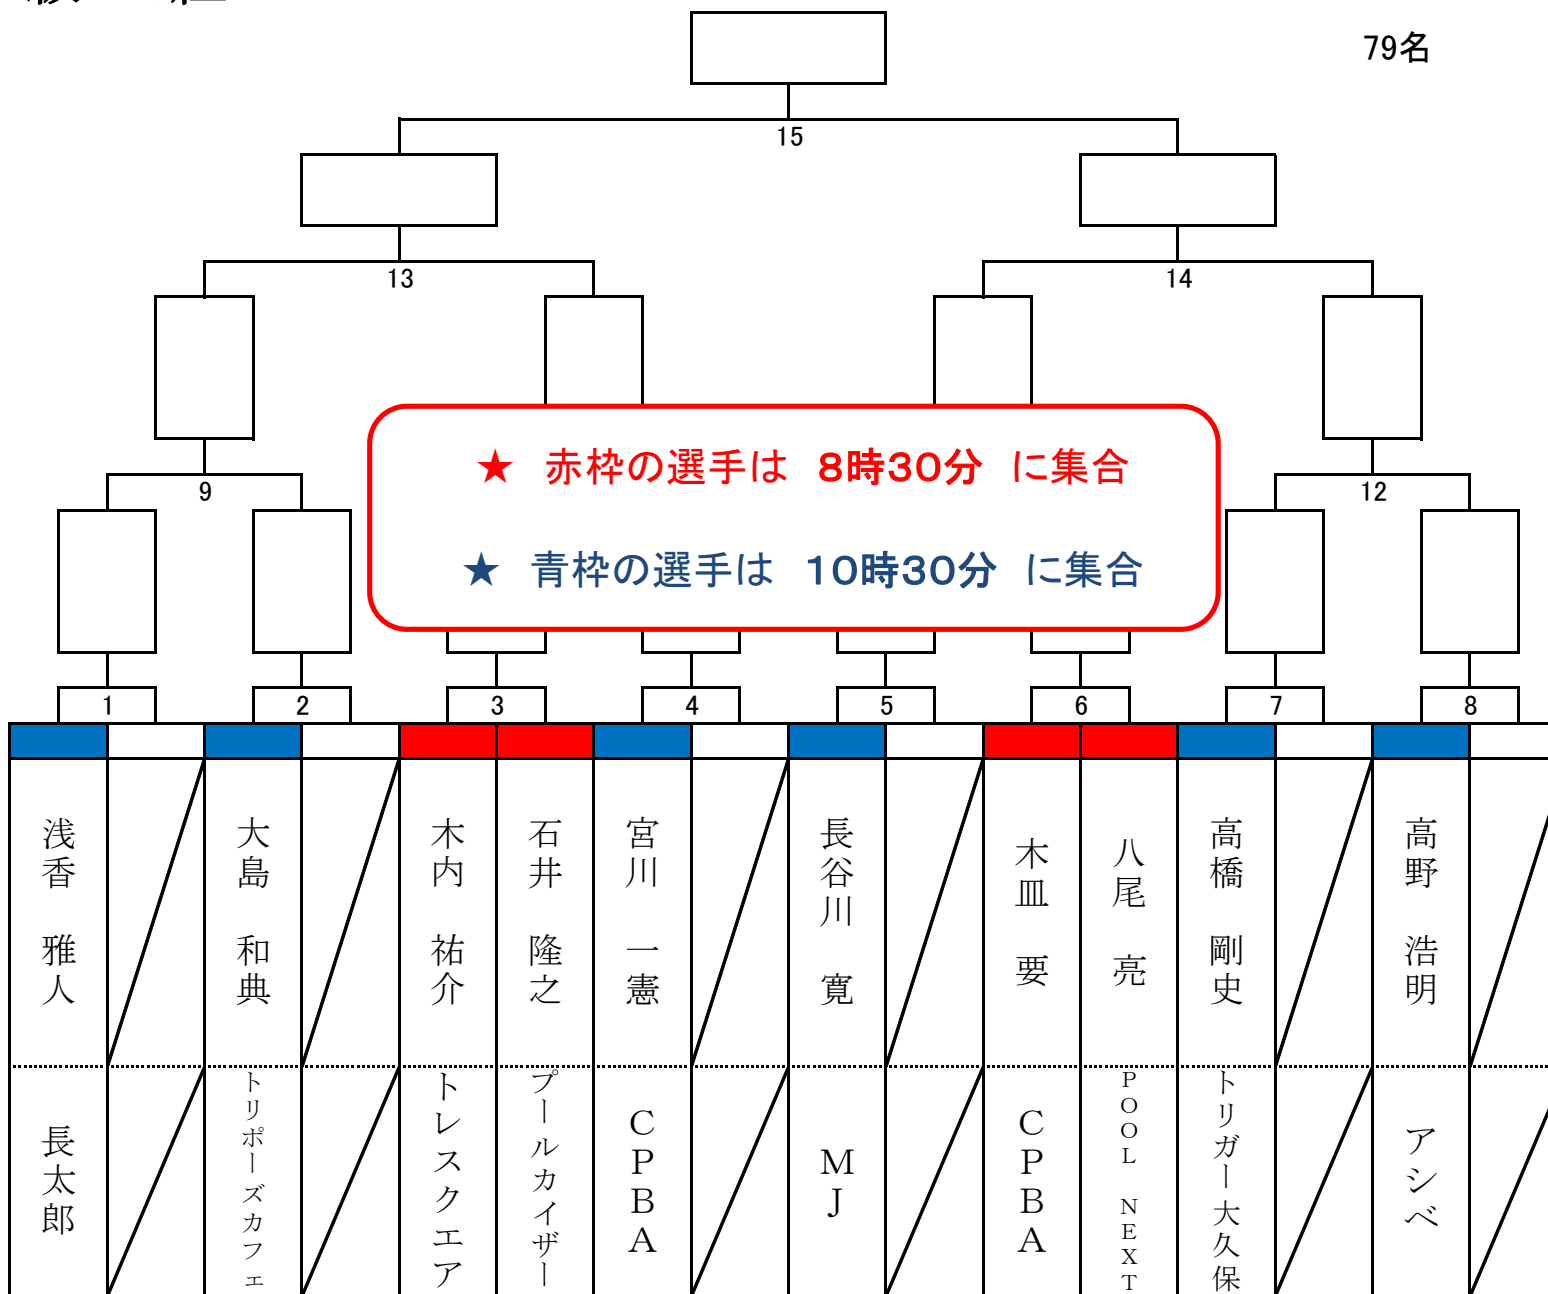 79名
15
13
14
★ 赤枠の選手は 8時30分 に集合
9
12
★ 青枠の選手は 10時30分 に集合
1
2
3
4
5
6
7
8
浅香 雅人
大島 和典
木内 祐介
石井 隆之
宮川 一憲
長谷川 寛
木皿 要
八尾 亮
高橋 剛史
高野 浩明
長太郎
トリポーズカフェ
トレスクエア
プールカイザー
CPBA
MJ
CPBA
POOL NEXT
トリガー大久保
アシベ